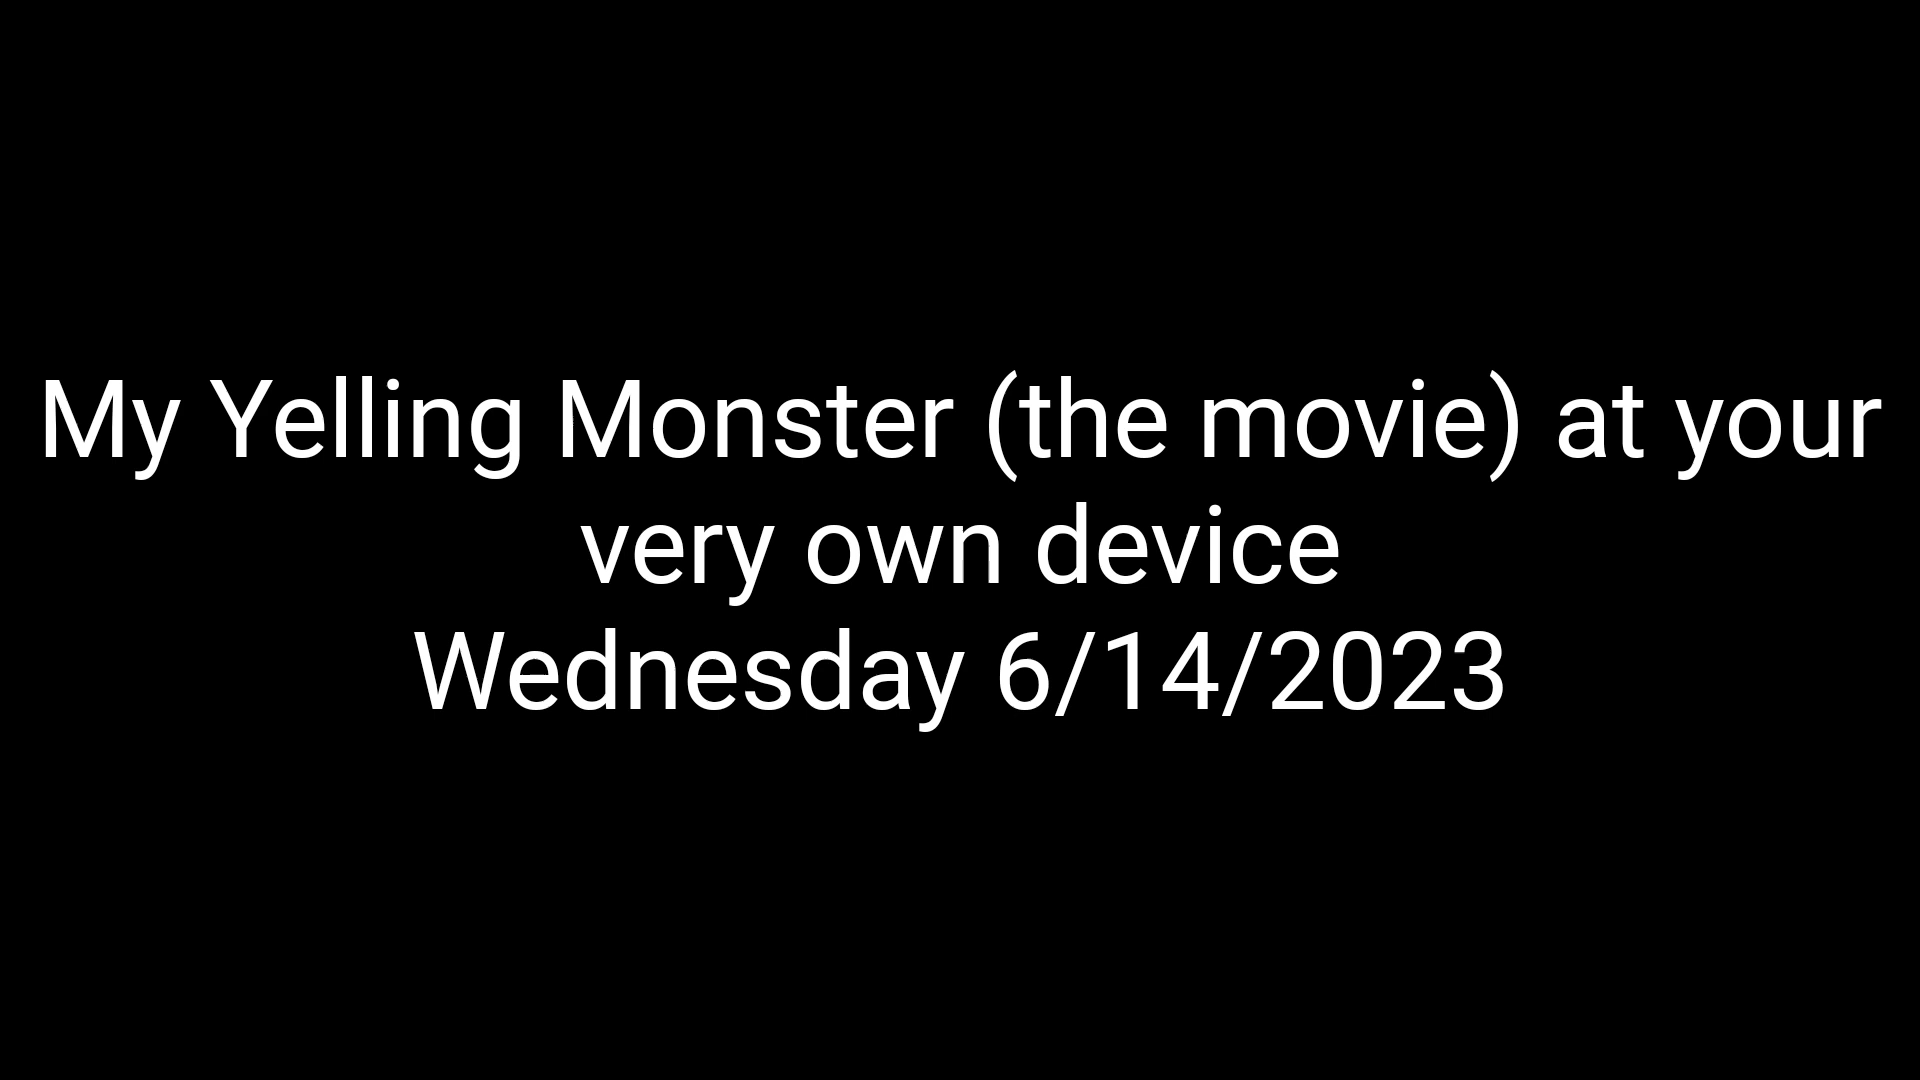 My Yelling Monster (the movie) at your
very own device
Wednesday 6/14/2023